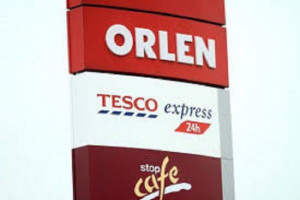 ORLEN
TESCO express
24h
stop
cafe